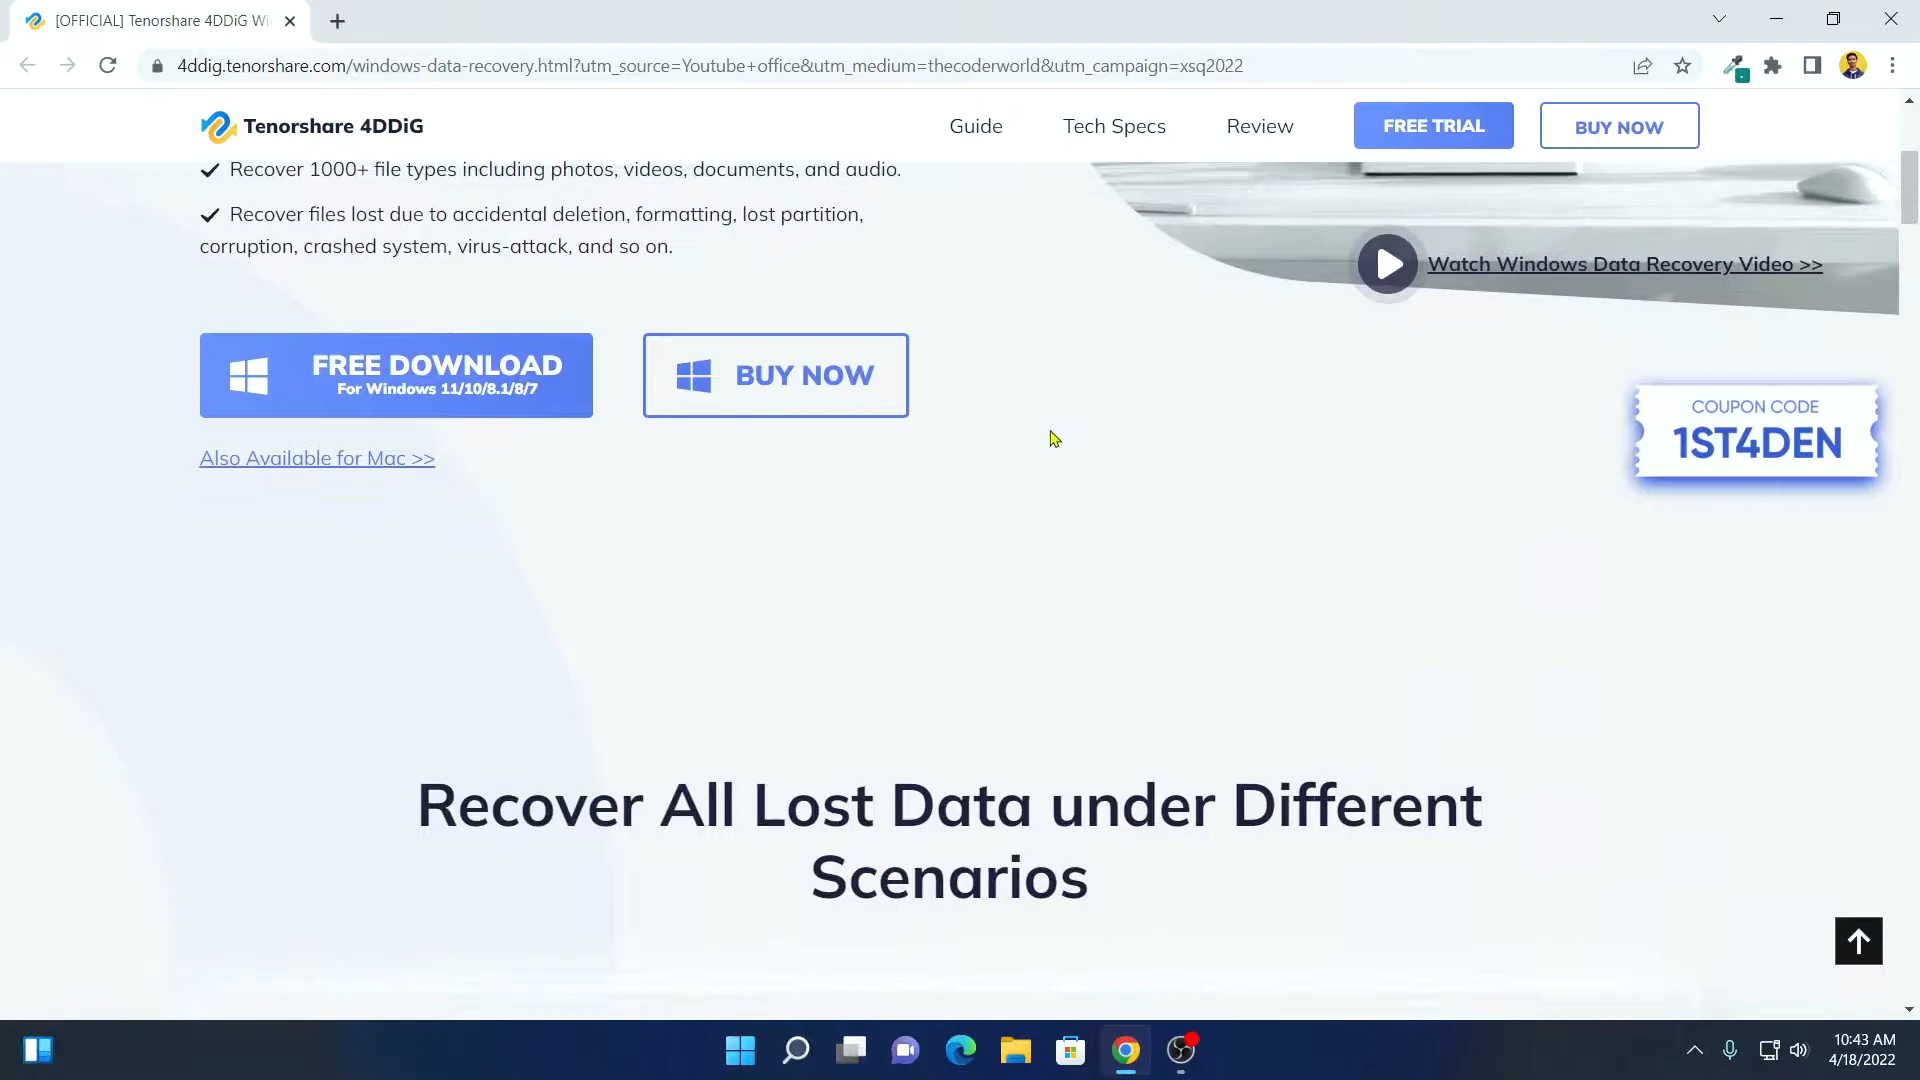 [OFFICIAL] Tenorshare 4DDiG Wi
4ddig.tenorshare.com/windows-data-recovery.html?utm_source=Youtube+office&utm_medium=thecoderworld&utm_campaign=xsq2022
Tenorshare 4DDiG
Guide
Tech Specs
Review
FREE TRIAL
BUY NOW
Recover 1000+ file types including photos, videos, documents, and audio.
Recover files lost due to accidental deletion, formatting, lost partition,
corruption, crashed system, virus-attack, and so on.
Watch Windows Data Recovery Video >>
FREE DOWNLOAD
For Windows 11/10/8.1/8/7
BUY NOW
COUPON CODE
1ST4DEN
Also Available for Mac >>
Recover All Lost Data under Different
Scenarios
10:43 AM
4/18/2022